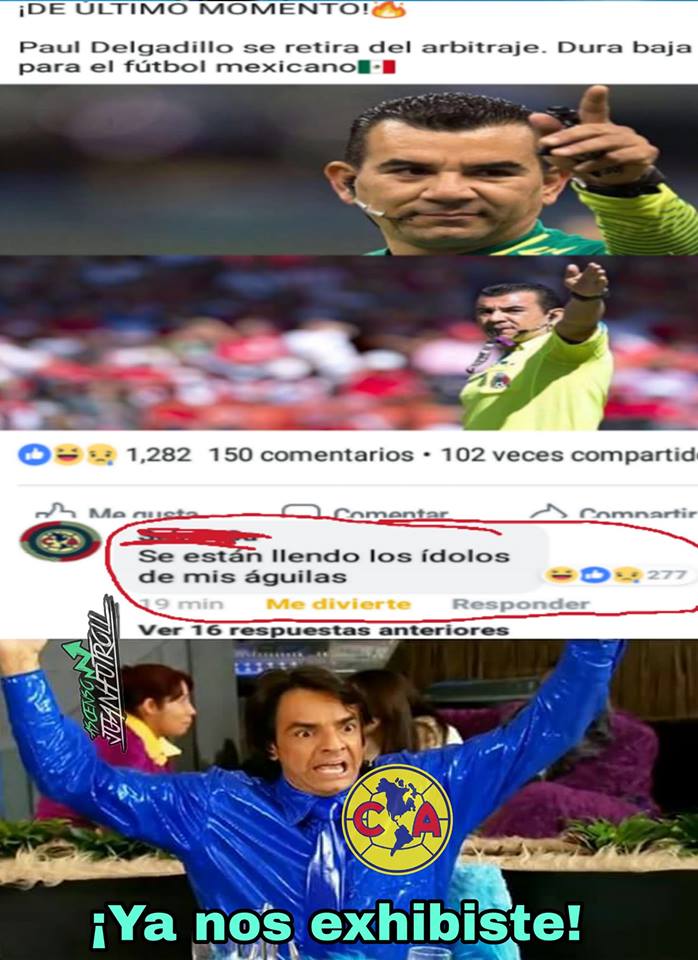 ¡DE ÚLTIMO MOMENTO!🔥
Paul Delgadillo se retira del arbitraje. Dura baja
para el fútbol mexicano🇲🇽
1,282 150 comentarios • 102 veces compartid
Me gusta Comentar Compartir
Se están llendo los ídolos
de mis águilas
277
19 min Me divierte Responder
Ver 16 respuestas anteriores
ASCENSO
CA
¡Ya nos exhibiste!